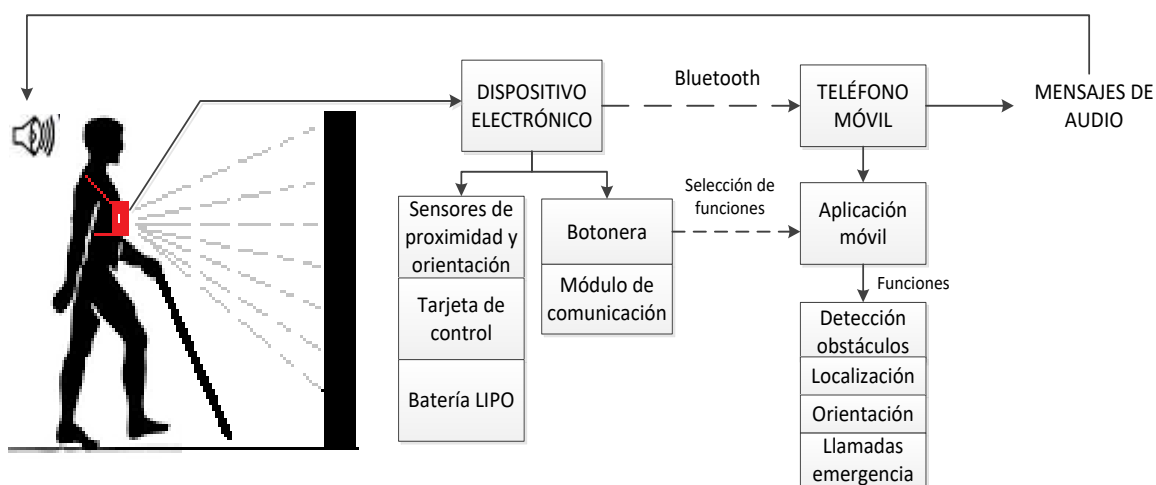 DISPOSITIVO
ELECTRÓNICO
Bluetooth
TELÉFONO
MÓVIL
MENSAJES DE
AUDIO
Sensores de
proximidad y
orientación
Tarjeta de
control
Batería LIPO
Botonera
Módulo de
comunicación
Selección de
funciones
Aplicación
móvil
Funciones
Detección
obstáculos
Localización
Orientación
Llamadas
emergencia